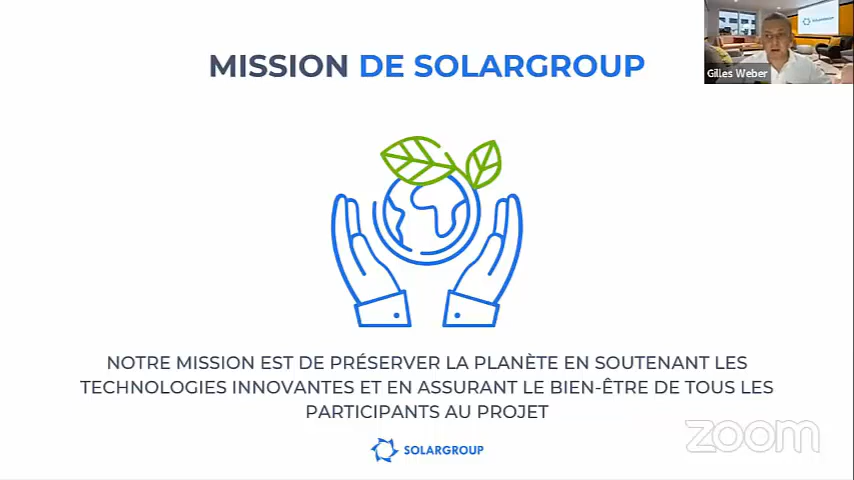 MISSION DE SOLARGROUP
Gilles Weber
NOTRE MISSION EST DE PRÉSERVER LA PLANÈTE EN SOUTENANT LES
TECHNOLOGIES INNOVANTES ET EN ASSURANT LE BIEN-ÊTRE DE TOUS LES
PARTICIPANTS AU PROJET
SOLARGROUP
zoom